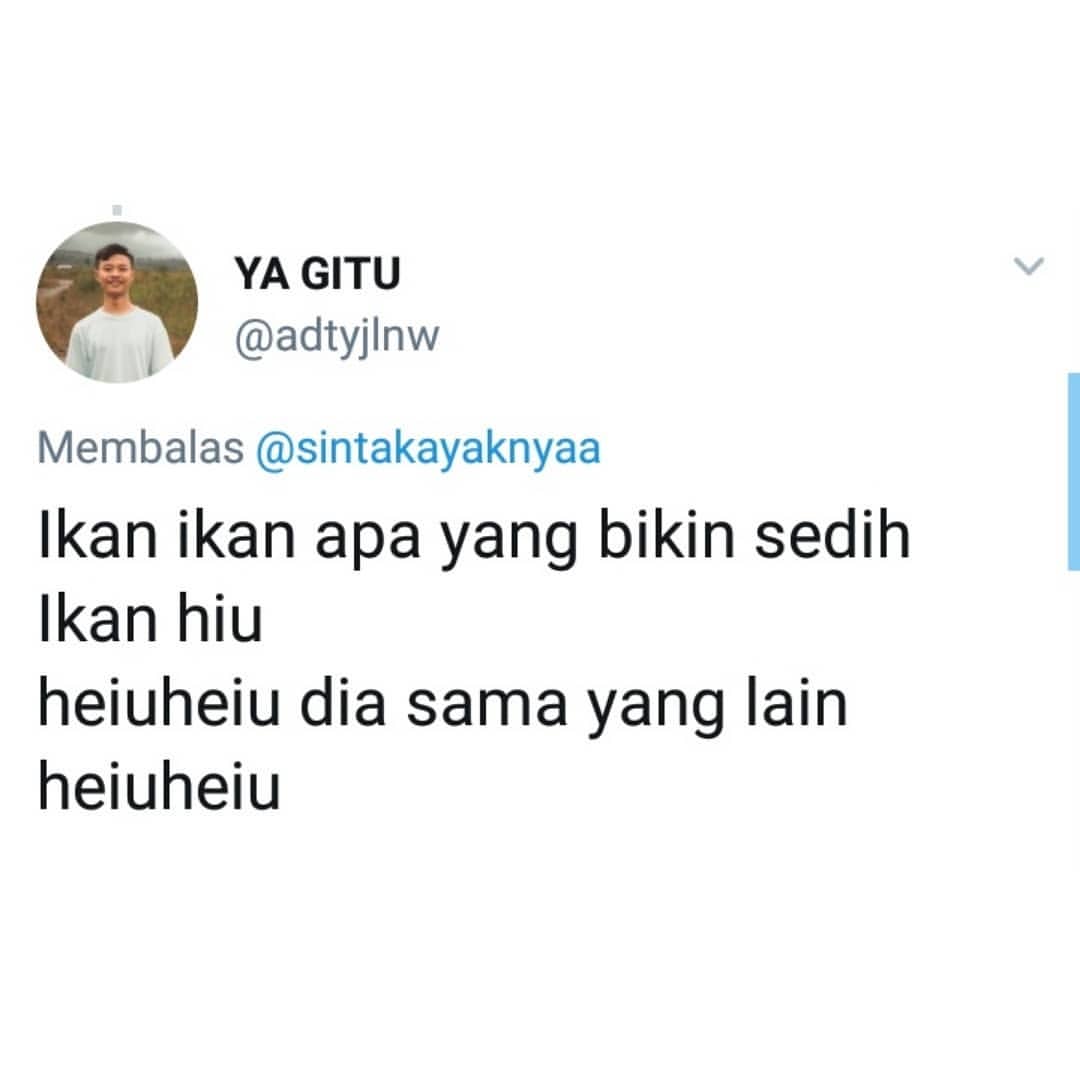 YA GITU
@adtyjlnw
Membalas @sintakayaknyaa
Ikan ikan apa yang bikin sedih
Ikan hiu
heiuheiu dia sama yang lain
heiuheiu